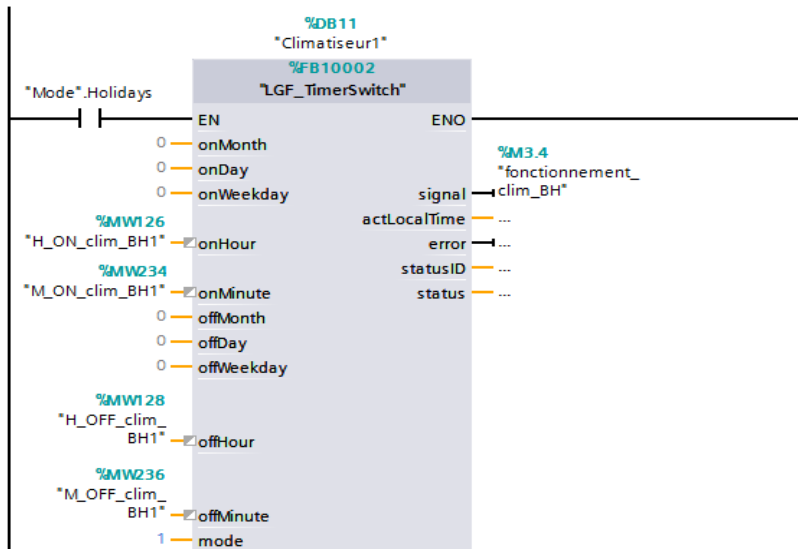 %DB11
"Climatiseur1"
%FB10002
"LGF_TimerSwitch"
"Mode".Holidays
EN ENO
0 onMonth
%M3.4
0 onDay
"fonctionnement_
0 onWeekday signal clim_BH"
actLocalTime ...
%MW126
"H_ON_clim_BH1" onHour error ...
statusID ...
%MW234
"M_ON_clim_BH1" onMinute status ...
0 offMonth
0 offDay
0 offWeekday
%MW128
"H_OFF_clim_
BH1" offHour
%MW236
"M_OFF_clim_
BH1" offMinute
1 mode